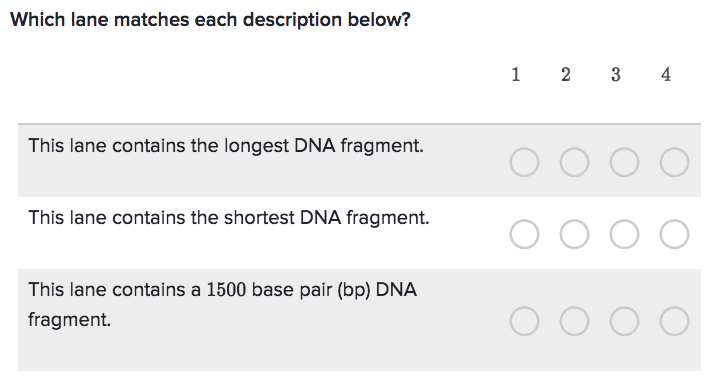 Which lane matches each description below?
1 2 3 4
This lane contains the longest DNA fragment.
This lane contains the shortest DNA fragment.
This lane contains a 1500 base pair (bp) DNA
fragment.